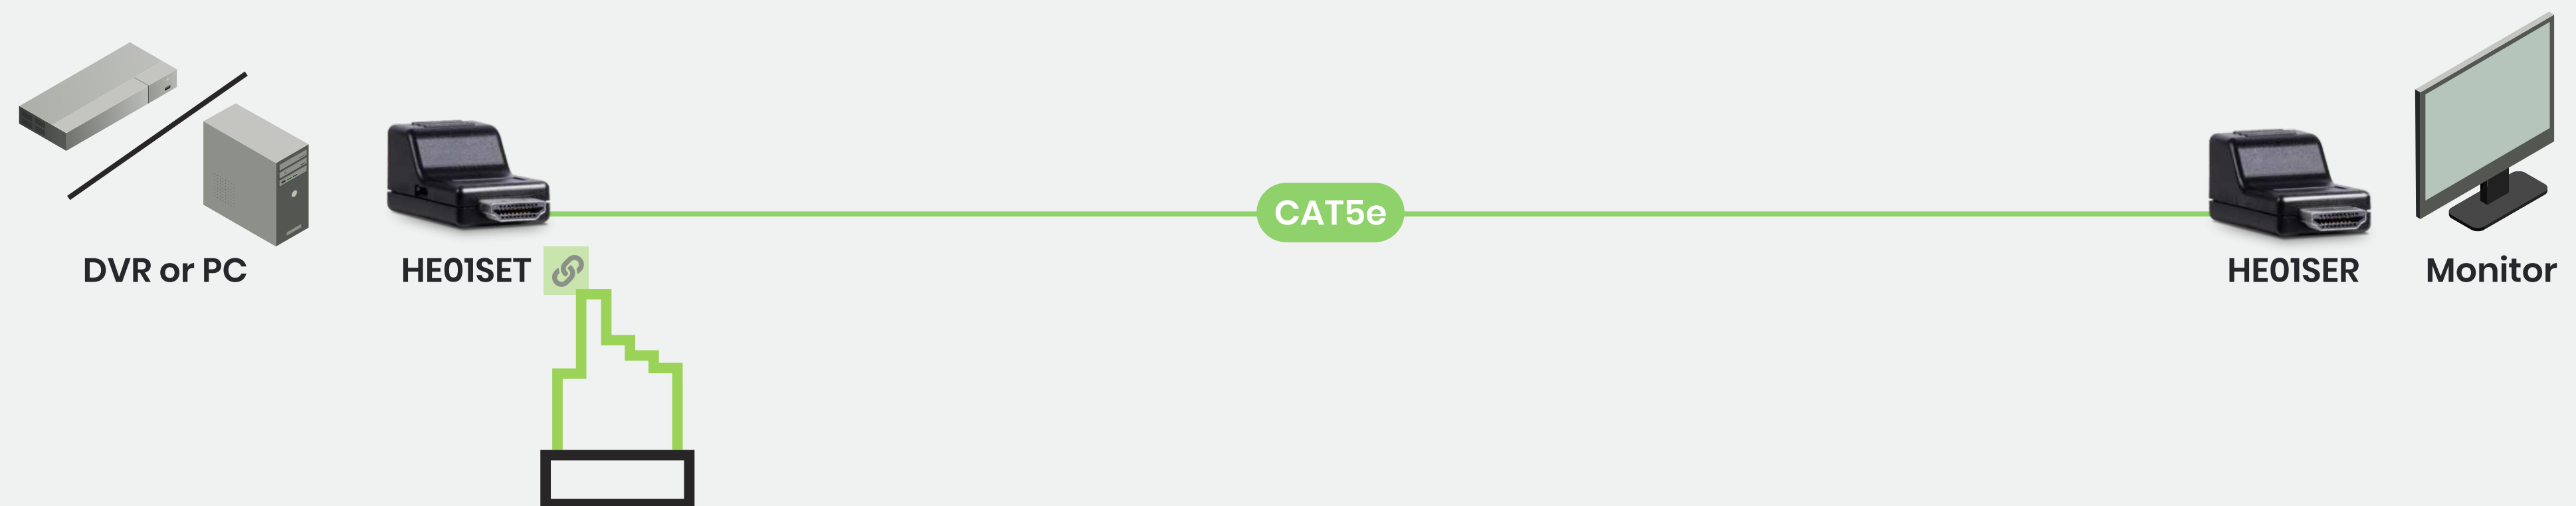 CAT5e
DVR or PC
HE01SET
HE01SER
Monitor